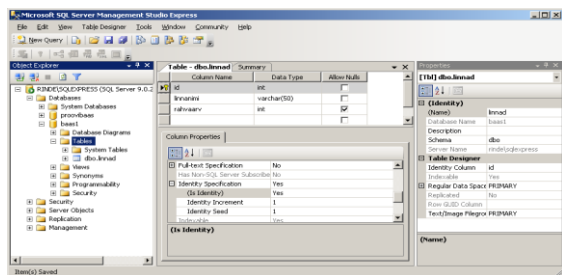 Microsoft SQL Server Management Studio Express
File Edit View Table Designer Tools Window Community Help
New Query
Object Explorer
RINDE\SQLEXPRESS (SQL Server 9.0.2
Databases
System Databases
proovibaas
baas1
Database Diagrams
Tables
System Tables
dbo.linnad
Views
Synonyms
Programmability
Security
Security
Server Objects
Replication
Management
Table - dbo.linnad Summary
Column Name Data Type Allow Nulls
id int
linnanimi varchar(50)
rahvaarv int
Column Properties
Full-text Specification No
Has Non-SQL Server Subscribe No
Identity Specification Yes
(Is Identity) Yes
Identity Increment 1
Identity Seed 1
Indexable Yes
(Is Identity)
Properties
[Tbl] dbo.linnad
(Identity)
(Name) linnad
Database Name baas1
Description
Schema dbo
Server Name rinde\sqlexpress
Table Designer
Identity Column id
Indexable Yes
Regular Data Space PRIMARY
Replicated No
Row GUID Column
Text/Image Filegrou PRIMARY
(Name)
Item(s) Saved